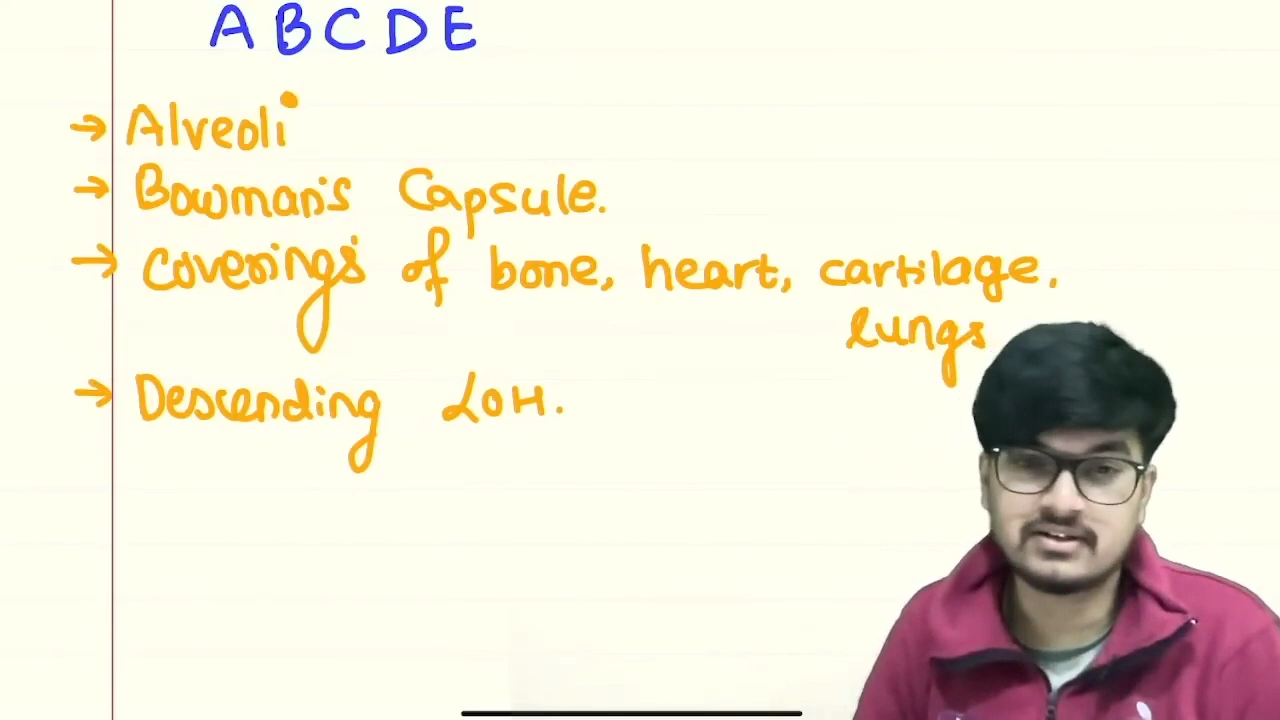 A B C D E
→ Alveoli
→ Bowman's Capsule.
→ Coverings of bone, heart, cartilage.
lungs
→ Descending LOH.